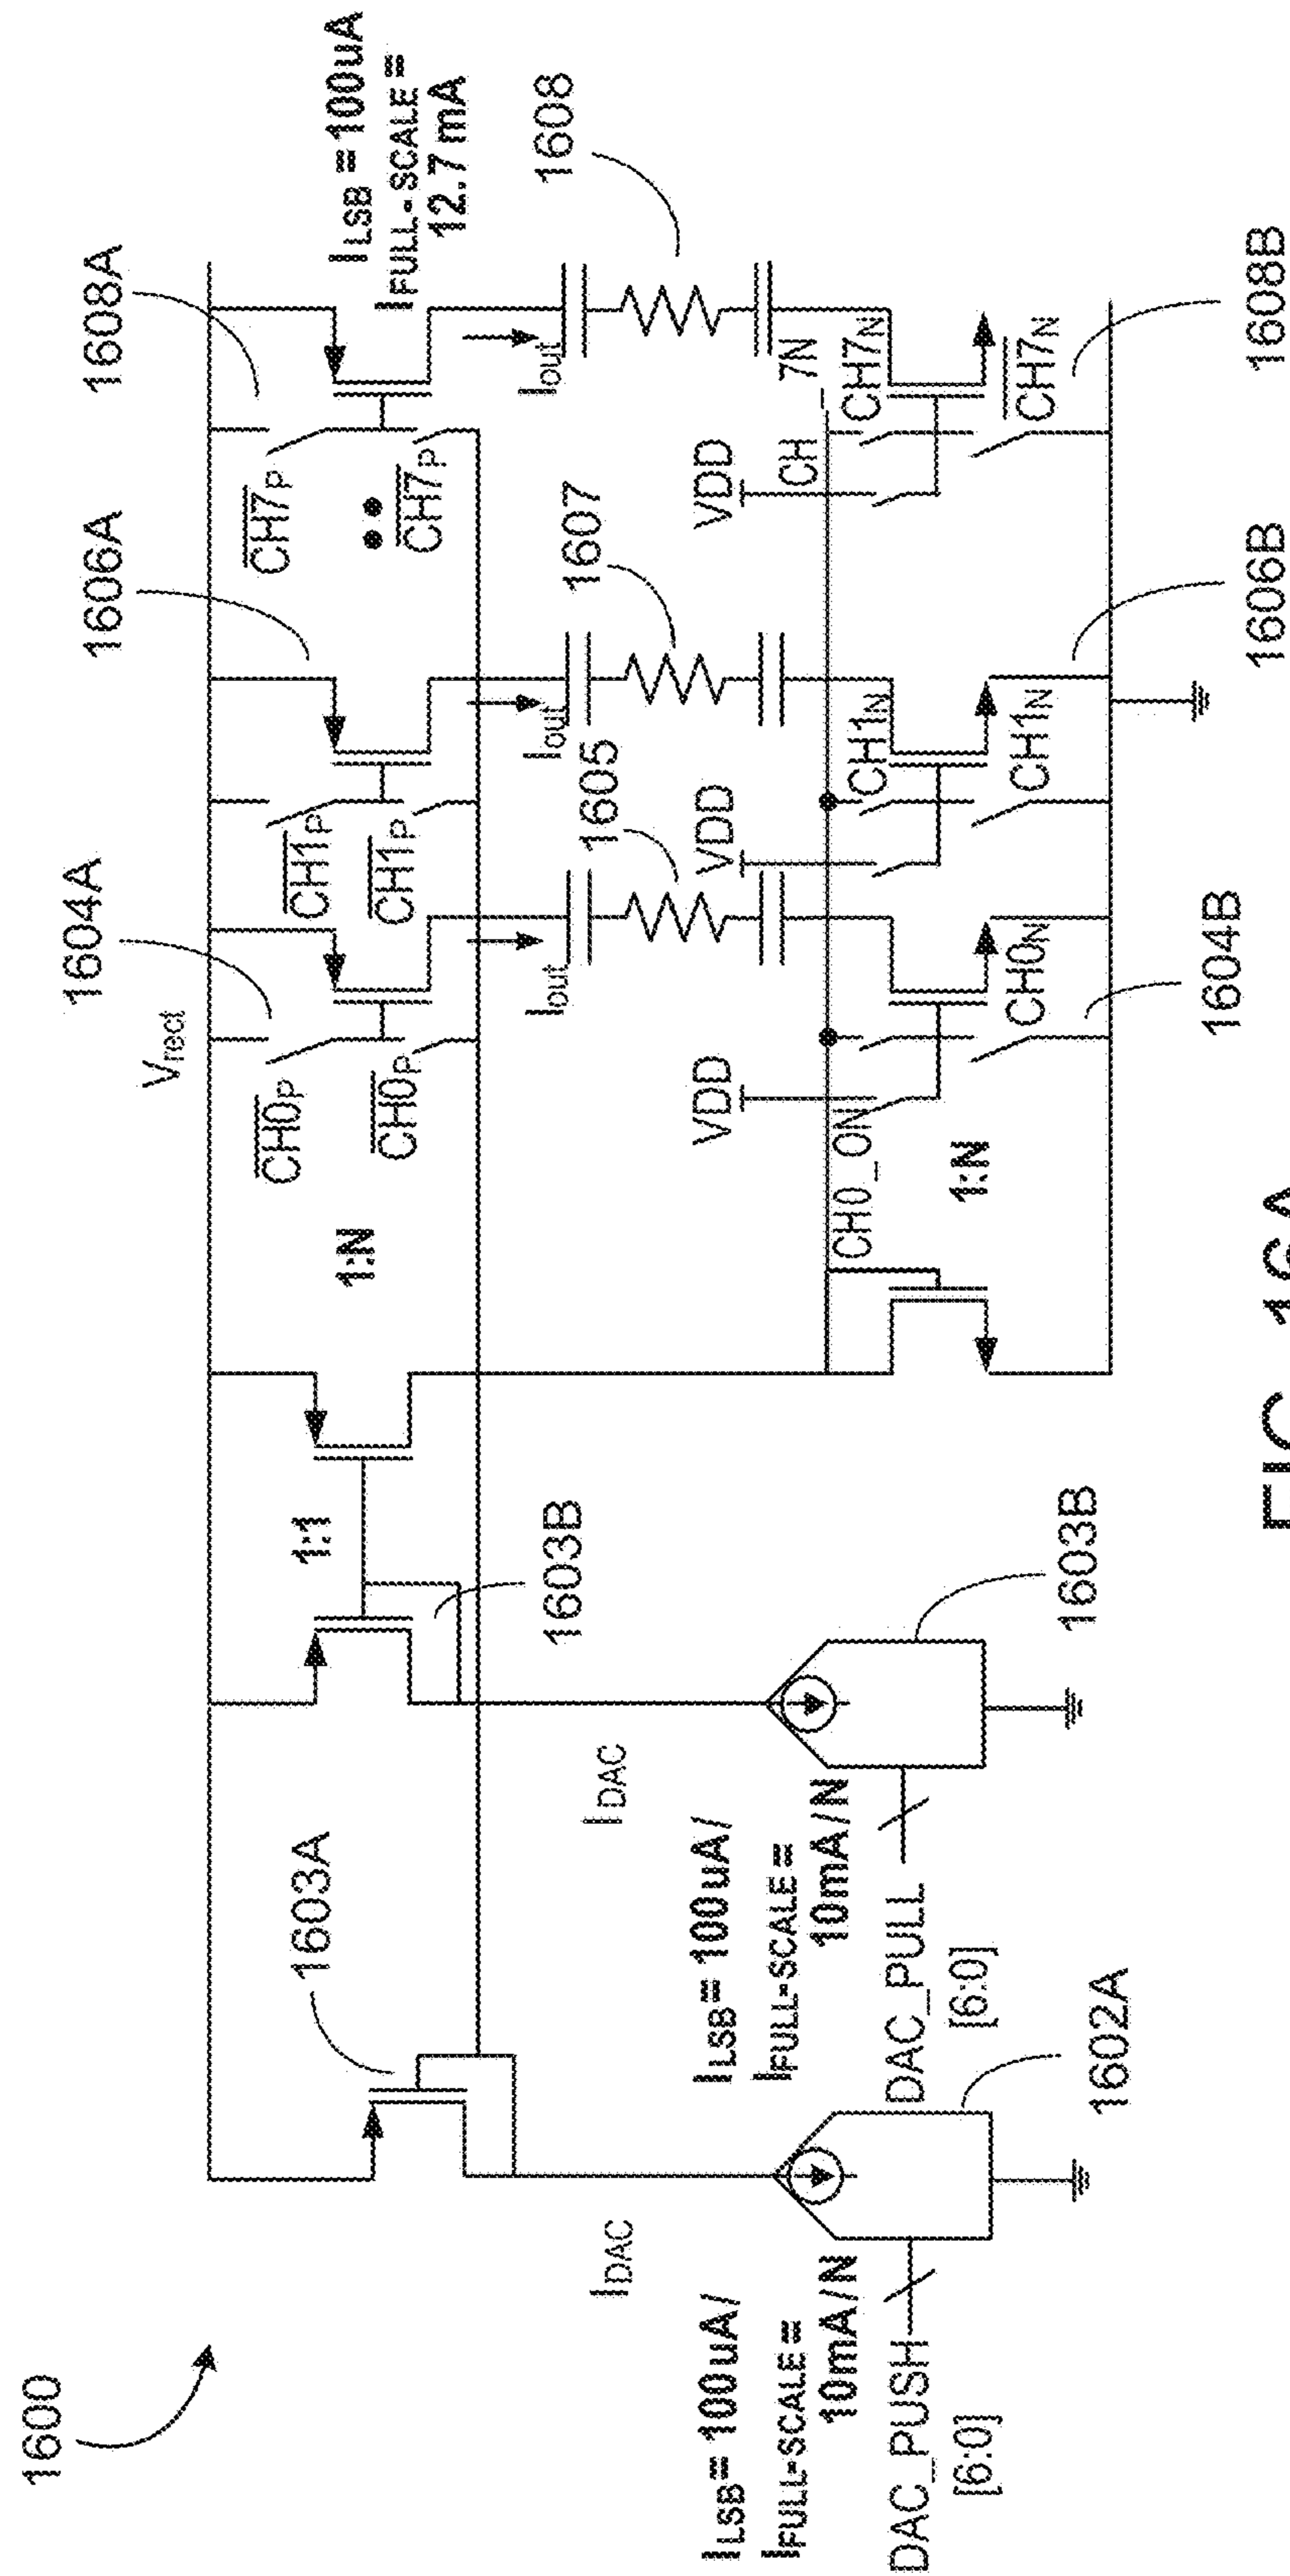 1600
1603A
1603B
1:1
1:N
Vrect
1604A
1606A
1608A
CH0P
CH0P
CH1P
CH1P
CH7P
CH7P
ILSB = 100uA
IFULL-SCALE =
12.7 mA
IDAC
IDAC
Iout
Iout
Iout
1605
1607
1608
ILSB = 100uA/
IFULL-SCALE =
10mA/N
DAC_PUSH
[6:0]
1602A
ILSB = 100uA/
IFULL-SCALE =
10mA/N
DAC_PULL
[6:0]
1603B
VDD
VDD
VDD
CH0_ON
1:N
CH0N
CH1N
CH1N
CH
_7N
CH7N
CH7N
1604B
1606B
1608B
FIG. 16A